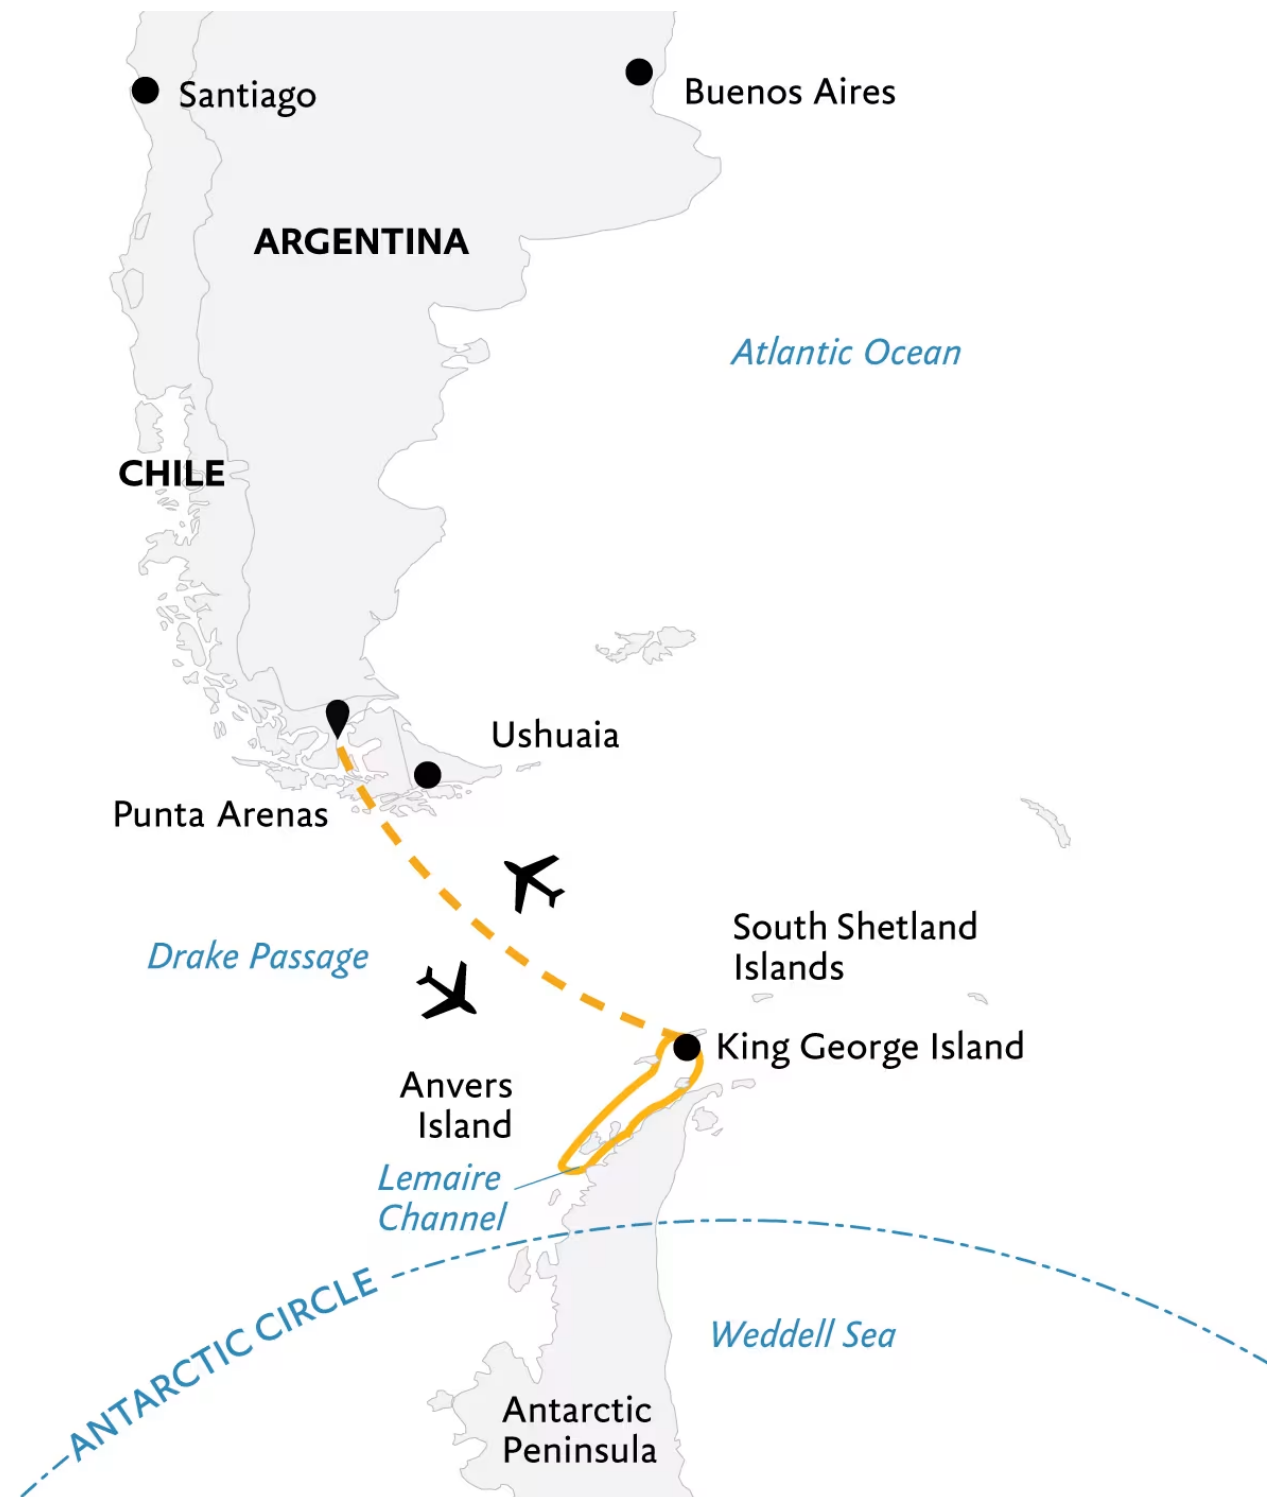 Santiago
Buenos Aires
ARGENTINA
Atlantic Ocean
CHILE
Ushuaia
Punta Arenas
South Shetland
Islands
Drake Passage
King George Island
Anvers
Island
Lemaire
Channel
ANTARCTIC CIRCLE
Weddell Sea
Antarctic
Peninsula